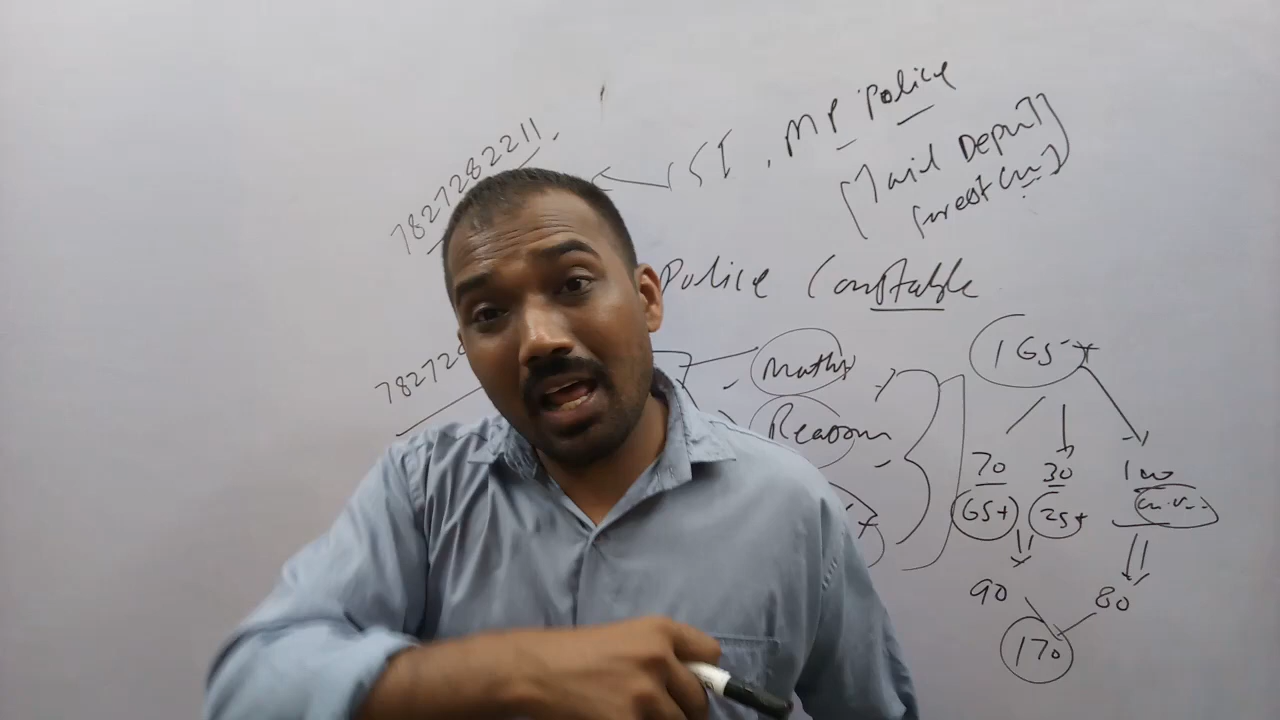 7827282211
SI, MP Police
[Jail Deptt
forest
Police Constable
78272
Maths
Reason
165+
70 30 100
65+ 25+
90 80
170